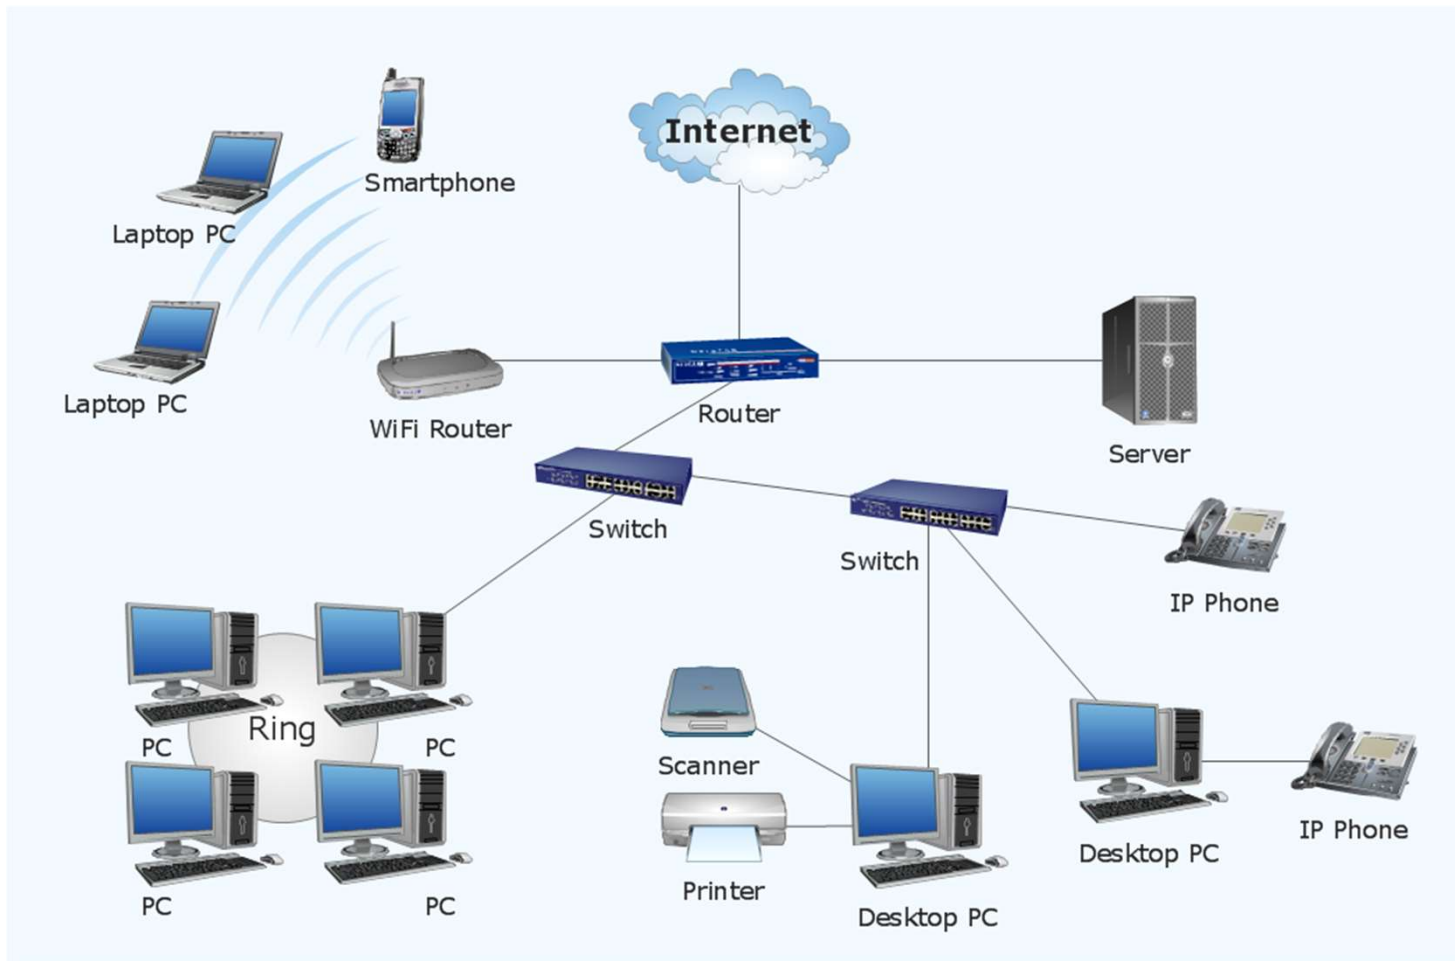 Internet
Smartphone
Laptop PC
Laptop PC
WiFi Router
Router
Server
Switch
Switch
IP Phone
Ring
PC
PC
PC
PC
Scanner
Printer
Desktop PC
Desktop PC
IP Phone